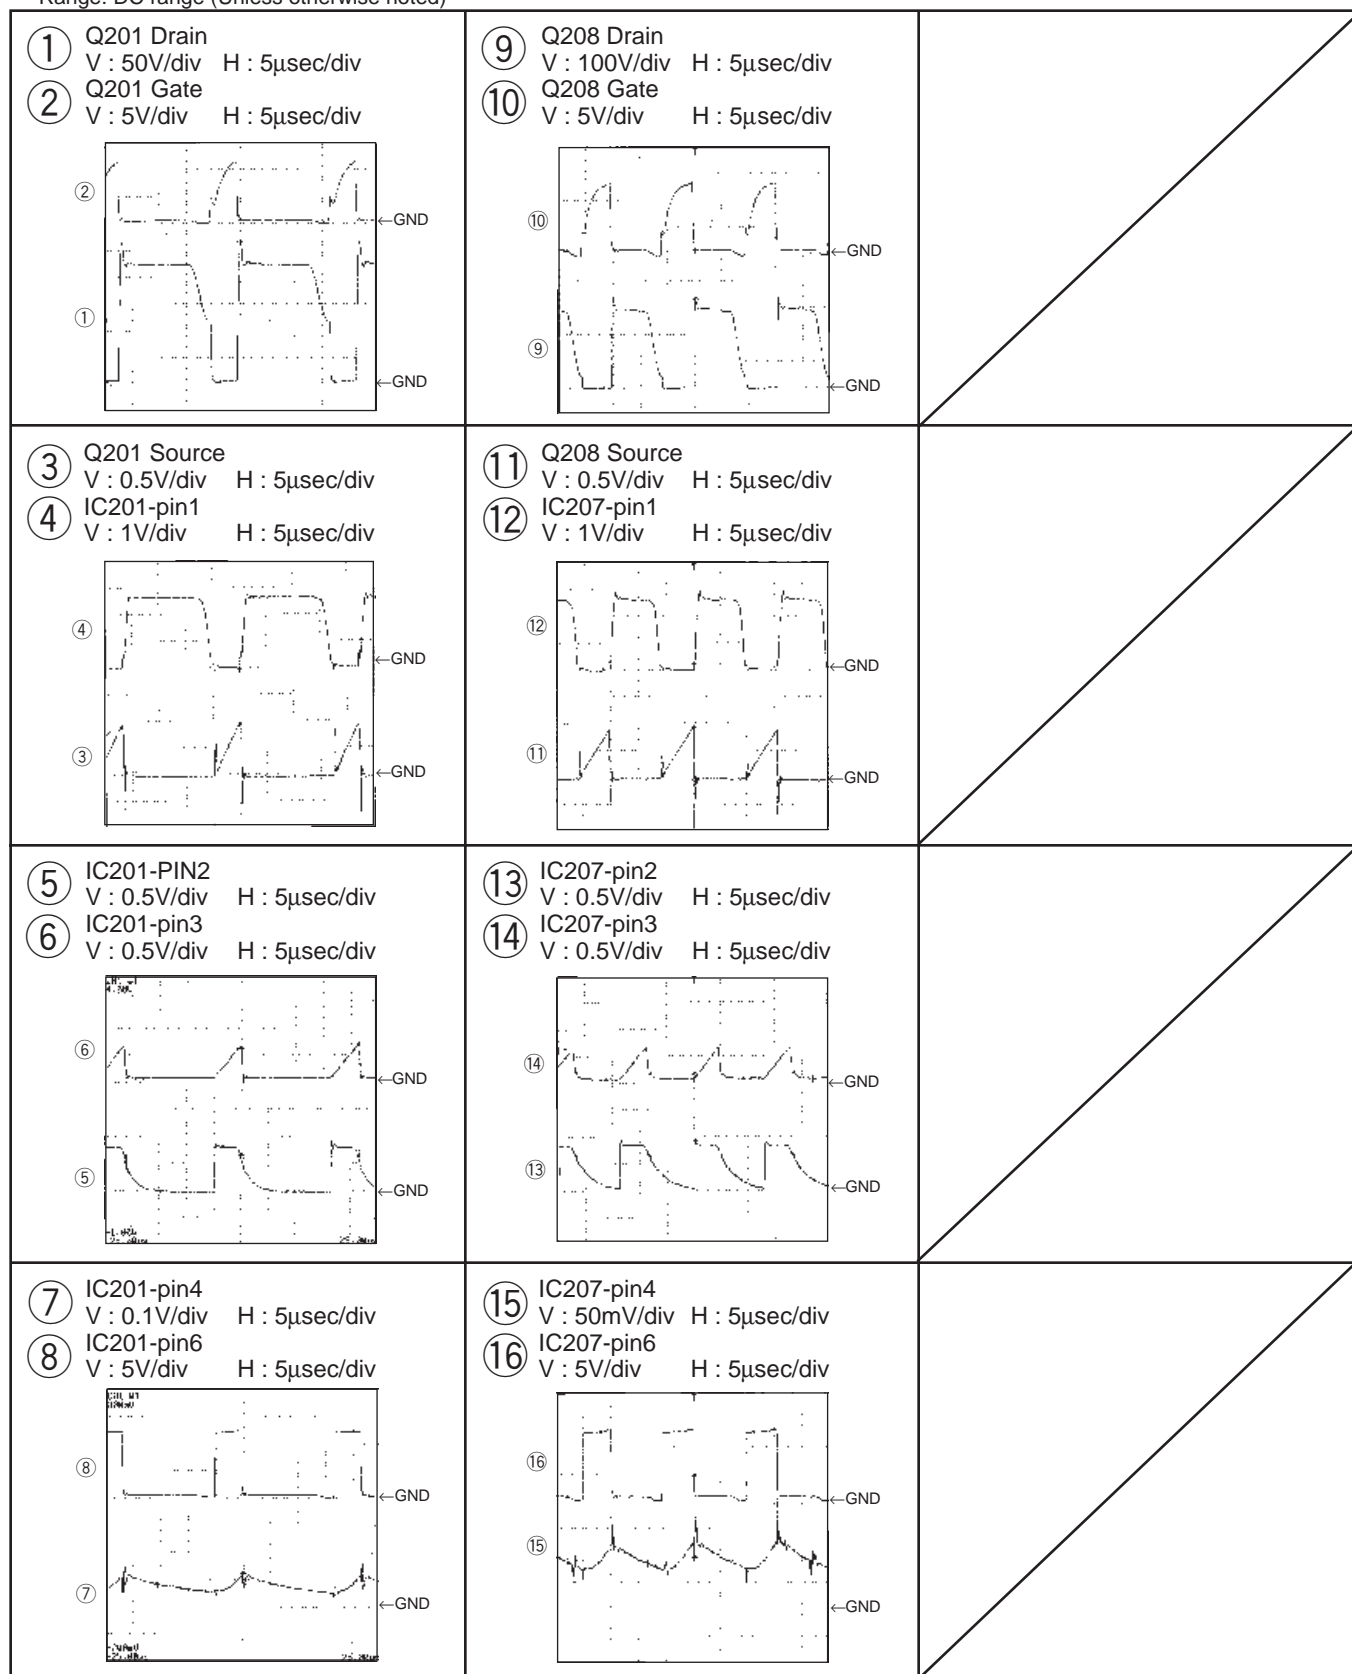 Range: DC range (Unless otherwise noted)
① Q201 Drain
V : 50V/div H : 5μsec/div
② Q201 Gate
V : 5V/div H : 5μsec/div
②
←GND
①
←GND
⑨ Q208 Drain
V : 100V/div H : 5μsec/div
⑩ Q208 Gate
V : 5V/div H : 5μsec/div
⑩
←GND
⑨
←GND
③ Q201 Source
V : 0.5V/div H : 5μsec/div
④ IC201-pin1
V : 1V/div H : 5μsec/div
④
←GND
③
←GND
⑪ Q208 Source
V : 0.5V/div H : 5μsec/div
⑫ IC207-pin1
V : 1V/div H : 5μsec/div
⑫
←GND
⑪
←GND
⑤ IC201-PIN2
V : 0.5V/div H : 5μsec/div
⑥ IC201-pin3
V : 0.5V/div H : 5μsec/div
⑥
←GND
⑤
←GND
⑬ IC207-pin2
V : 0.5V/div H : 5μsec/div
⑭ IC207-pin3
V : 0.5V/div H : 5μsec/div
⑭
←GND
⑬
←GND
⑦ IC201-pin4
V : 0.1V/div H : 5μsec/div
⑧ IC201-pin6
V : 5V/div H : 5μsec/div
⑧
←GND
⑦
←GND
⑮ IC207-pin4
V : 50mV/div H : 5μsec/div
⑯ IC207-pin6
V : 5V/div H : 5μsec/div
⑯
←GND
⑮
←GND